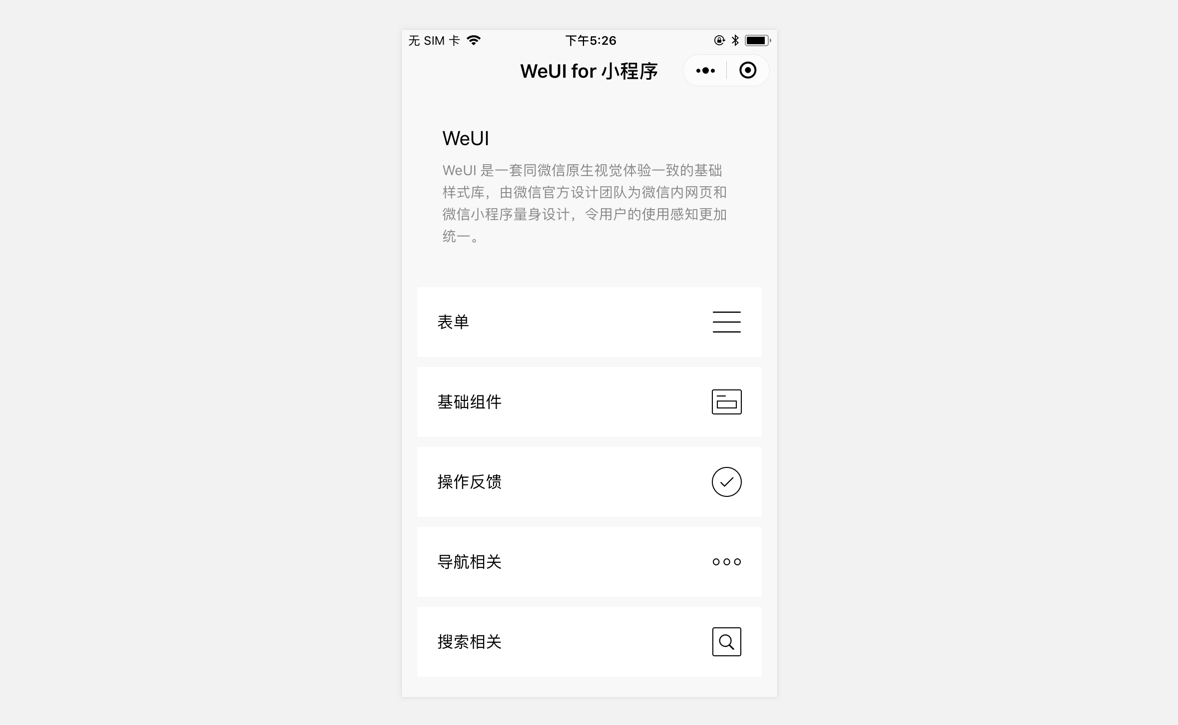 无 SIM 卡 下午5:26
WeUI for 小程序
WeUI
WeUI 是一套同微信原生视觉体验一致的基础
样式库，由微信官方设计团队为微信内网页和
微信小程序量身设计，令用户的使用感知更加
统一。
表单
基础组件
操作反馈
导航相关
搜索相关